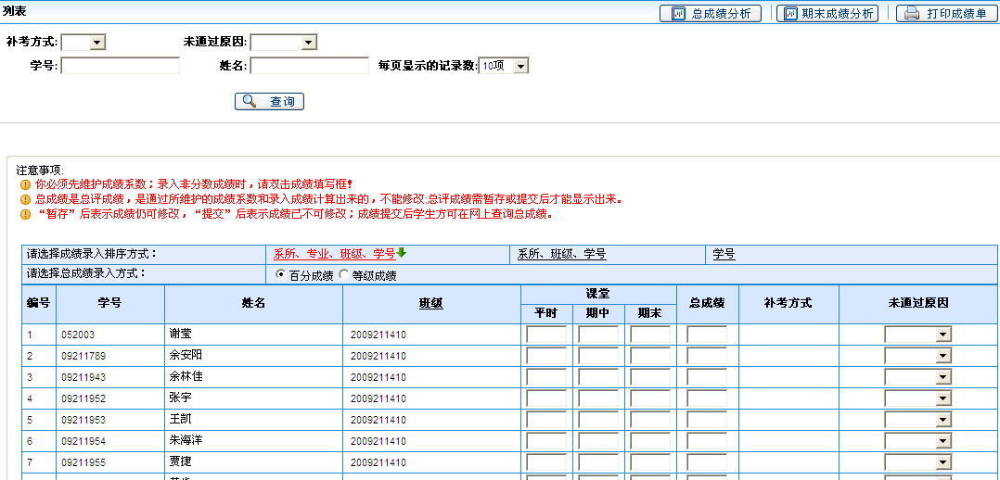 列表 总成绩分析 期末成绩分析 打印成绩单
补考方式: 未通过原因:
学号: 姓名: 每页显示的记录数: 10项
查询
注意事项:
你必须先维护成绩系数；录入非分数成绩时，请双击成绩填写框!
总成绩是总评成绩，是通过所维护的成绩系数和录入成绩计算出来的，不能修改;总评成绩需暂存或提交后才能显示出来。
“暂存”后表示成绩仍可修改，“提交”后表示成绩已不可修改；成绩提交后学生方可在网上查询总成绩。
请选择成绩录入排序方式： 系所、专业、班级、学号 系所、班级、学号 学号
请选择总成绩录入方式： 百分成绩 等级成绩
编号 学号 姓名 班级 课堂 总成绩 补考方式 未通过原因
平时 期中 期末
1 052003 谢莹 2009211410
2 09211789 余安阳 2009211410
3 09211943 余林佳 2009211410
4 09211952 张宇 2009211410
5 09211953 王凯 2009211410
6 09211954 朱海洋 2009211410
7 09211955 贾捷 2009211410